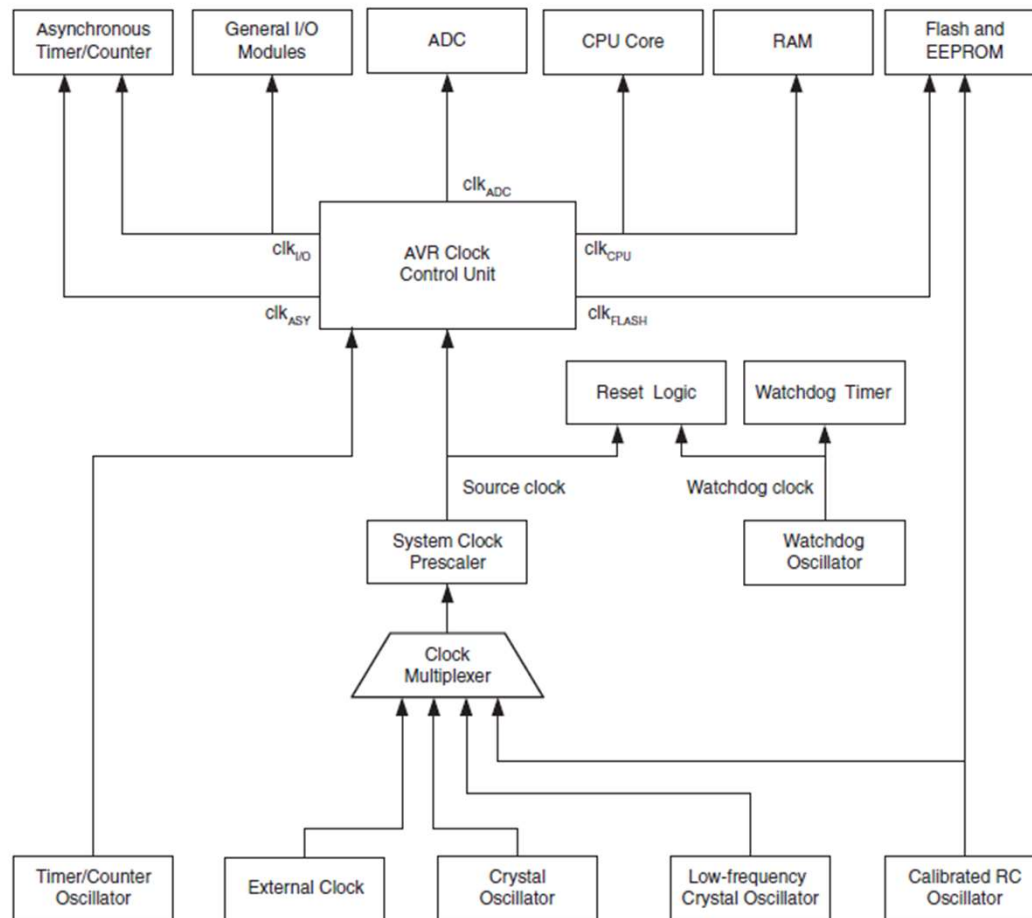 Asynchronous
Timer/Counter
General I/O
Modules
ADC
CPU Core
RAM
Flash and
EEPROM
clkADC
clkI/O
AVR Clock
Control Unit
clkCPU
clkASY
clkFLASH
Reset Logic
Watchdog Timer
Source clock
Watchdog clock
System Clock
Prescaler
Watchdog
Oscillator
Clock
Multiplexer
Timer/Counter
Oscillator
External Clock
Crystal
Oscillator
Low-frequency
Crystal Oscillator
Calibrated RC
Oscillator